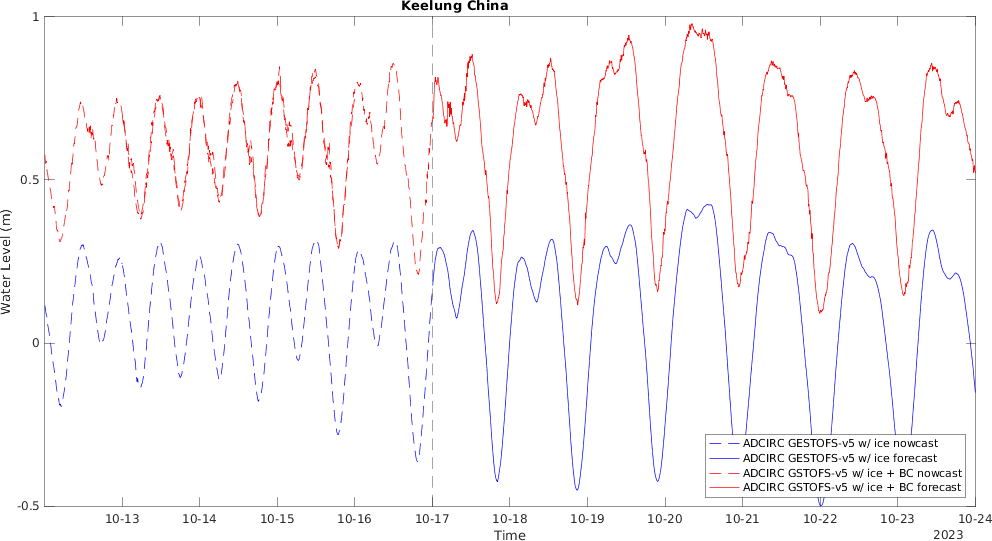 Keelung China
1
0.5
0
-0.5
Water Level (m)
10-13
10-14
10-15
10-16
10-17
10-18
10-19
10-20
10-21
10-22
10-23
10-24
Time
2023
ADCIRC GESTOFS-v5 w/ ice nowcast
ADCIRC GESTOFS-v5 w/ ice forecast
ADCIRC GSTOFS-v5 w/ ice + BC nowcast
ADCIRC GSTOFS-v5 w/ ice + BC forecast